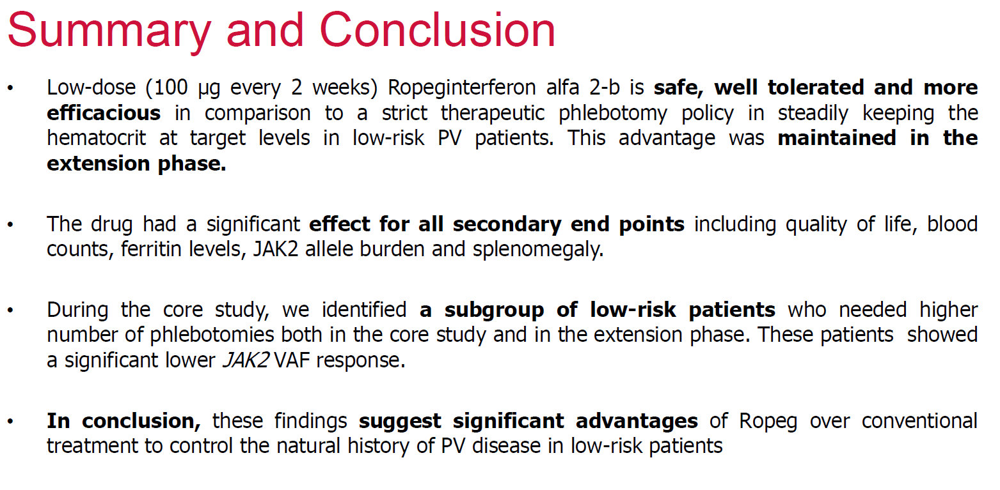 Summary and Conclusion
• Low-dose (100 µg every 2 weeks) Ropeginterferon alfa 2-b is safe, well tolerated and more
efficacious in comparison to a strict therapeutic phlebotomy policy in steadily keeping the
hematocrit at target levels in low-risk PV patients. This advantage was maintained in the
extension phase.
• The drug had a significant effect for all secondary end points including quality of life, blood
counts, ferritin levels, JAK2 allele burden and splenomegaly.
• During the core study, we identified a subgroup of low-risk patients who needed higher
number of phlebotomies both in the core study and in the extension phase. These patients showed
a significant lower JAK2 VAF response.
• In conclusion, these findings suggest significant advantages of Ropeg over conventional
treatment to control the natural history of PV disease in low-risk patients